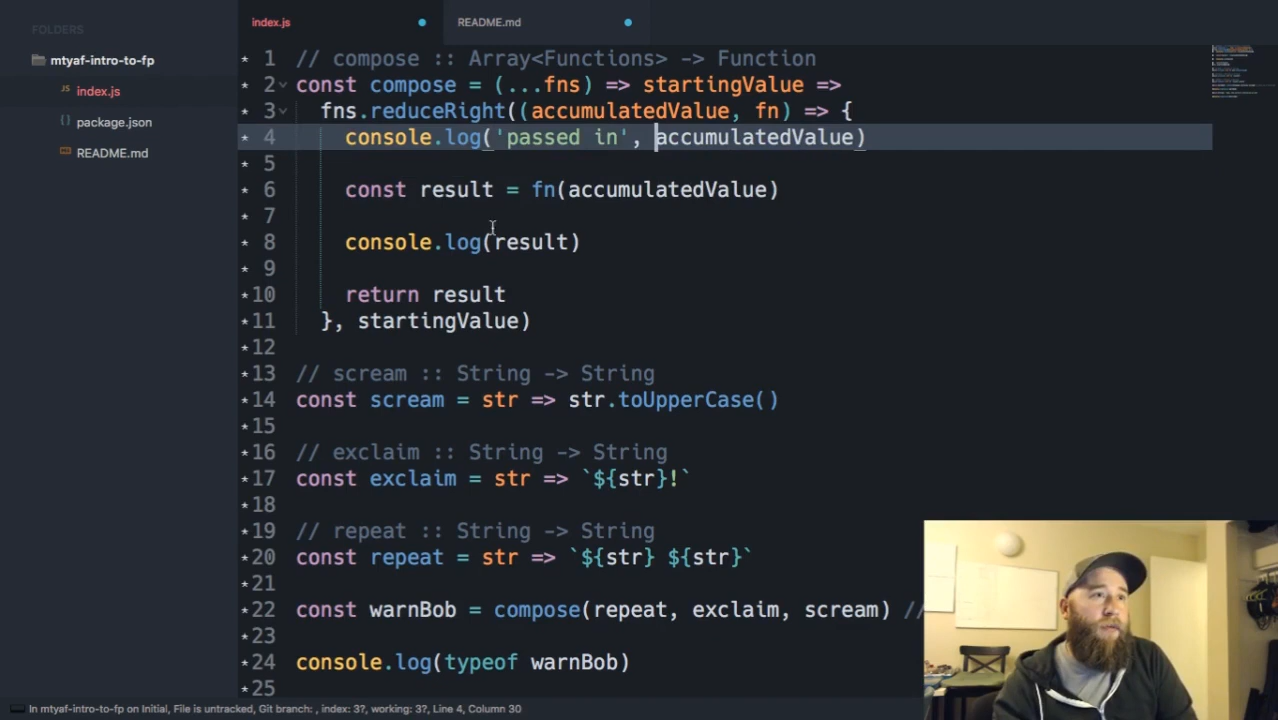 FOLDERS
mtyaf-intro-to-fp
JS index.js
{} package.json
README.md
index.js
README.md
* 1 // compose :: Array<Functions> -> Function
* 2 const compose = (...fns) => startingValue =>
* 3 fns.reduceRight((accumulatedValue, fn) => {
* 4 console.log('passed in', accumulatedValue)
* 5
* 6 const result = fn(accumulatedValue)
* 7
* 8 console.log(result)
* 9
* 10 return result
* 11 }, startingValue)
* 12
* 13 // scream :: String -> String
* 14 const scream = str => str.toUpperCase()
* 15
* 16 // exclaim :: String -> String
* 17 const exclaim = str => `${str}!`
* 18
* 19 // repeat :: String -> String
* 20 const repeat = str => `${str} ${str}`
* 21
* 22 const warnBob = compose(repeat, exclaim, scream) //
* 23
* 24 console.log(typeof warnBob)
* 25
In mtyaf-intro-to-fp on Initial, File is untracked, Git branch: , index: 3?, working: 3?, Line 4, Column 30